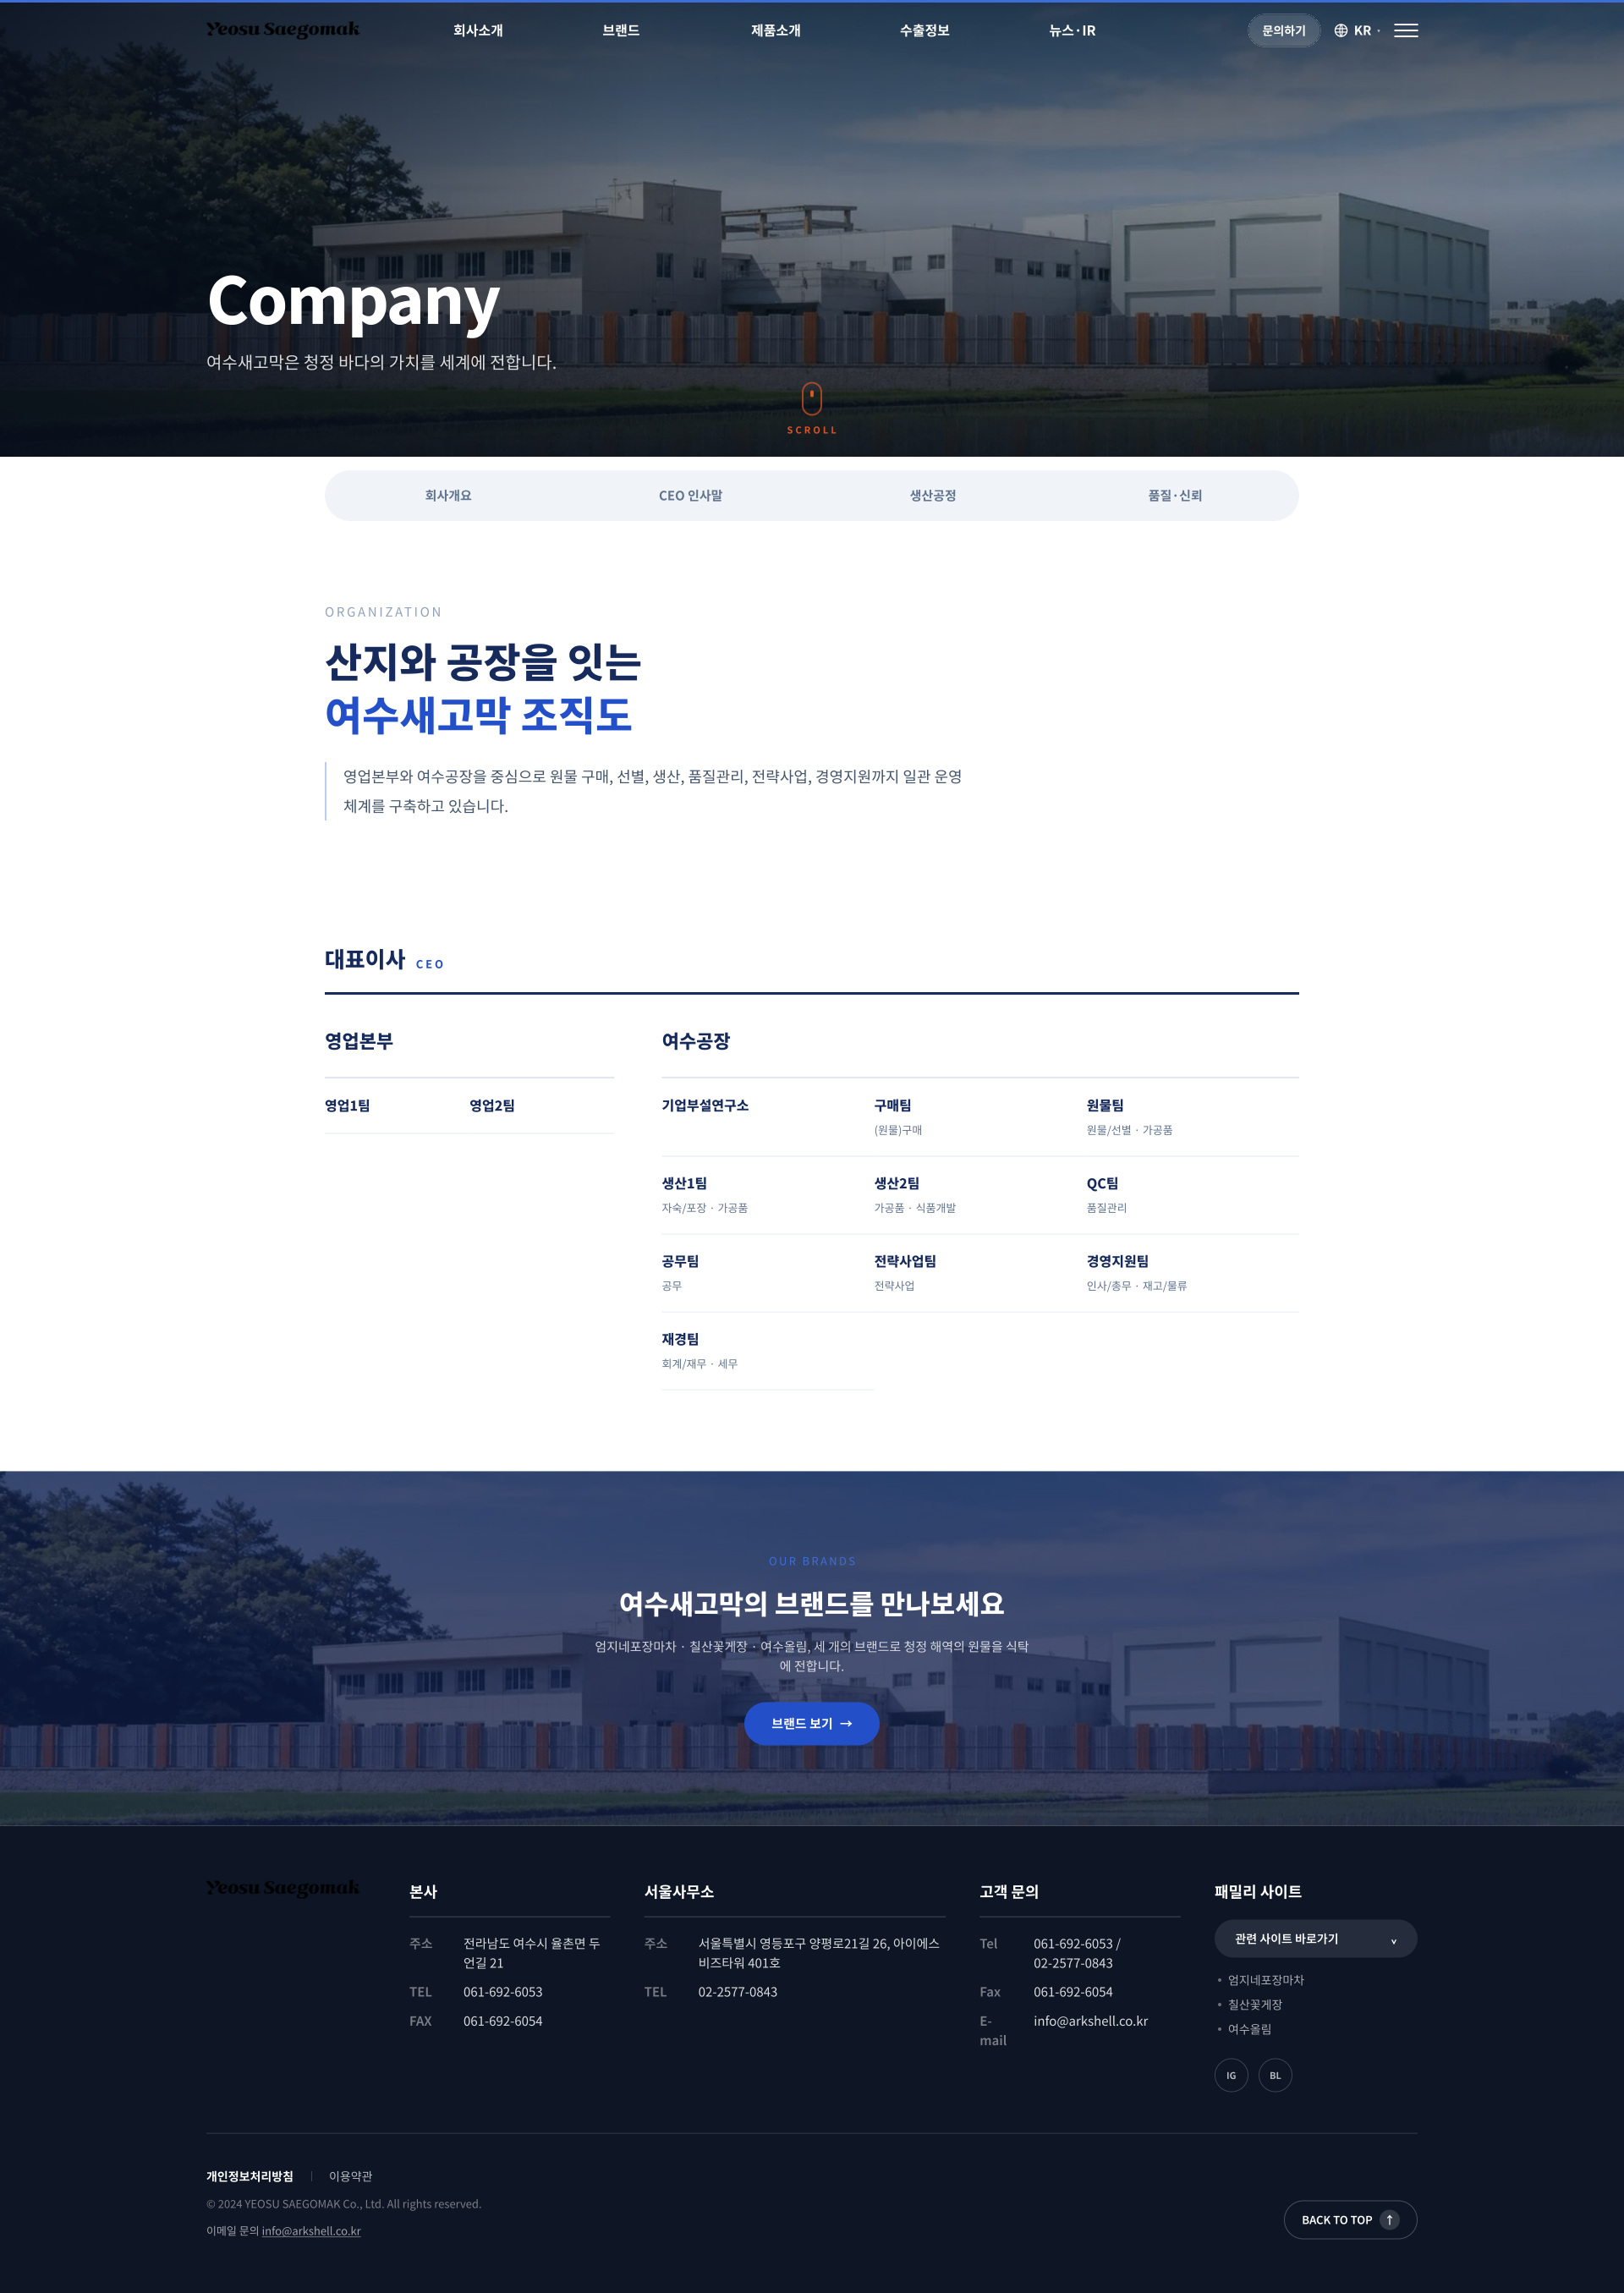 Yeosu Saegomak
회사소개 브랜드 제품소개 수출정보 뉴스·IR 문의하기 KR
Company
여수새고막은 청정 바다의 가치를 세계에 전합니다.
SCROLL
회사개요 CEO 인사말 생산공정 품질·신뢰
ORGANIZATION
산지와 공장을 잇는
여수새고막 조직도
영업본부와 여수공장을 중심으로 원물 구매, 선별, 생산, 품질관리, 전략사업, 경영지원까지 일관 운영
체계를 구축하고 있습니다.
대표이사 CEO
영업본부
영업1팀 영업2팀
여수공장
기업부설연구소 구매팀 원물팀
(원물)구매 원물/선별 · 가공품
생산1팀 생산2팀 QC팀
자숙/포장 · 가공품 가공품 · 식품개발 품질관리
공무팀 전략사업팀 경영지원팀
공무 전략사업 인사/총무 · 재고/물류
재경팀
회계/재무 · 세무
OUR BRANDS
여수새고막의 브랜드를 만나보세요
엄지네포장마차 · 칠산꽃게장 · 여수올림, 세 개의 브랜드로 청정 해역의 원물을 식탁
에 전합니다.
브랜드 보기 →
Yeosu Saegomak
본사
주소 전라남도 여수시 율촌면 두
언길 21
TEL 061-692-6053
FAX 061-692-6054
서울사무소
주소 서울특별시 영등포구 양평로21길 26, 아이에스
비즈타워 401호
TEL 02-2577-0843
고객 문의
Tel 061-692-6053 /
02-2577-0843
Fax 061-692-6054
E-
mail info@arkshell.co.kr
패밀리 사이트
관련 사이트 바로가기
• 엄지네포장마차
• 칠산꽃게장
• 여수올림
IG BL
개인정보처리방침 이용약관
© 2024 YEOSU SAEGOMAK Co., Ltd. All rights reserved.
이메일 문의 info@arkshell.co.kr
BACK TO TOP ↑